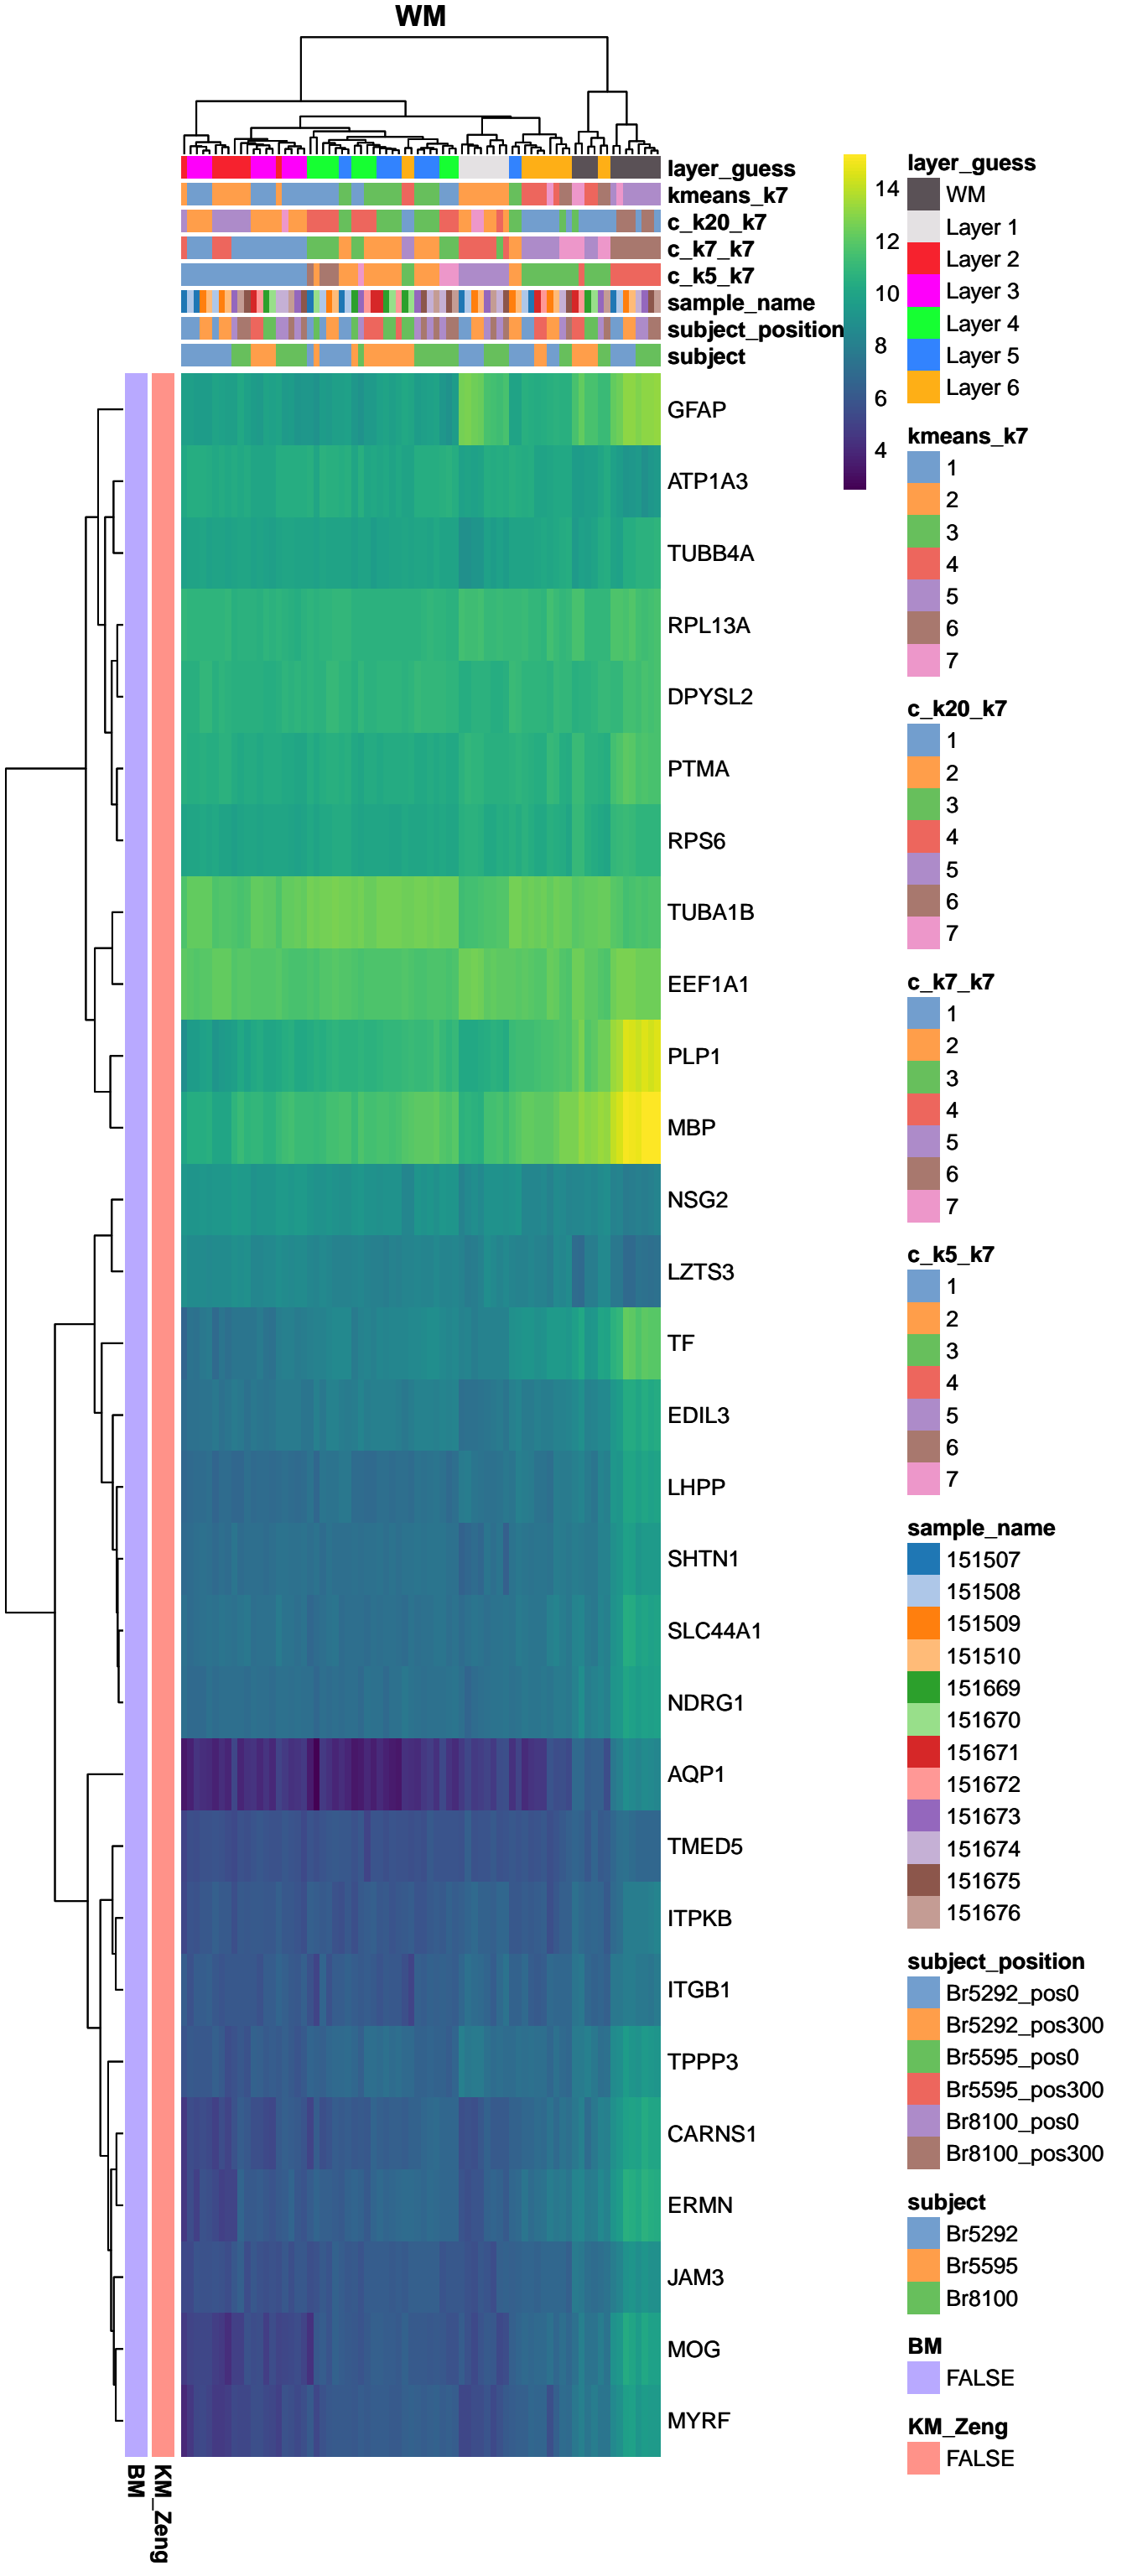 WM
layer_guess
kmeans_k7
c_k20_k7
c_k7_k7
c_k5_k7
sample_name
subject_position
subject
GFAP
ATP1A3
TUBB4A
RPL13A
DPYSL2
PTMA
RPS6
TUBA1B
EEF1A1
PLP1
MBP
NSG2
LZTS3
TF
EDIL3
LHPP
SHTN1
SLC44A1
NDRG1
AQP1
TMED5
ITPKB
ITGB1
TPPP3
CARNS1
ERMN
JAM3
MOG
MYRF
BM
KM_Zeng
14
12
10
8
6
4
layer_guess
WM
Layer 1
Layer 2
Layer 3
Layer 4
Layer 5
Layer 6
kmeans_k7
1
2
3
4
5
6
7
c_k20_k7
1
2
3
4
5
6
7
c_k7_k7
1
2
3
4
5
6
7
c_k5_k7
1
2
3
4
5
6
7
sample_name
151507
151508
151509
151510
151669
151670
151671
151672
151673
151674
151675
151676
subject_position
Br5292_pos0
Br5292_pos300
Br5595_pos0
Br5595_pos300
Br8100_pos0
Br8100_pos300
subject
Br5292
Br5595
Br8100
BM
FALSE
KM_Zeng
FALSE